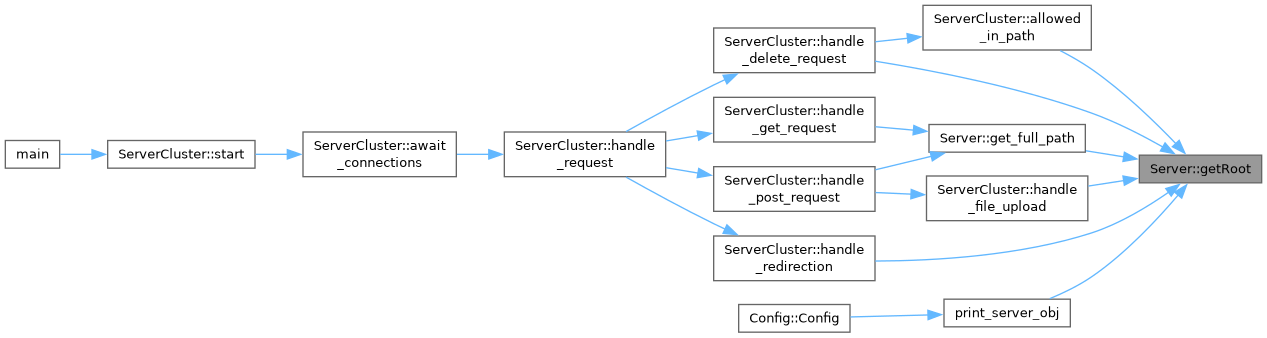 main
ServerCluster::start
ServerCluster::await
_connections
ServerCluster::handle
_request
ServerCluster::handle
_delete_request
ServerCluster::handle
_get_request
ServerCluster::handle
_post_request
ServerCluster::handle
_redirection
Config::Config
ServerCluster::allowed
_in_path
Server::get_full_path
ServerCluster::handle
_file_upload
print_server_obj
Server::getRoot